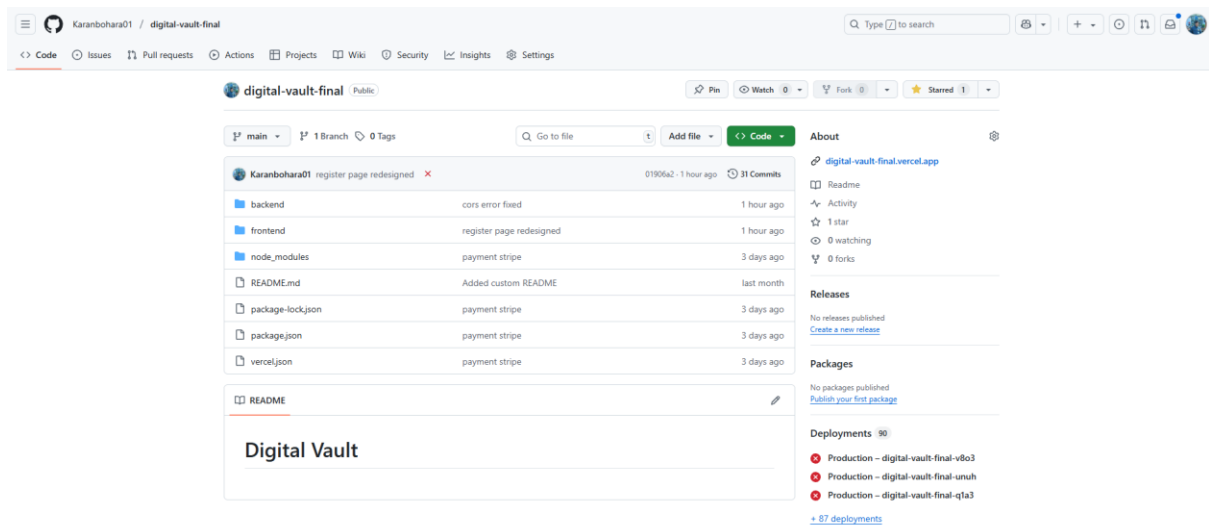 Karanbohara01 / digital-vault-final
Type / to search
Code Issues Pull requests Actions Projects Wiki Security Insights Settings
digital-vault-final Public
Pin Watch 0 Fork 0 Starred 1
main 1 Branch 0 Tags
Go to file t Add file Code
Karanbohara01 register page redesigned 01906a2 · 1 hour ago 31 Commits
backend cors error fixed 1 hour ago
frontend register page redesigned 1 hour ago
node_modules payment stripe 3 days ago
README.md Added custom README last month
package-lock.json payment stripe 3 days ago
package.json payment stripe 3 days ago
vercel.json payment stripe 3 days ago
README
Digital Vault
About
digital-vault-final.vercel.app
Readme
Activity
1 star
0 watching
0 forks
Releases
No releases published
Create a new release
Packages
No packages published
Publish your first package
Deployments 90
Production – digital-vault-final-v8o3
Production – digital-vault-final-unuh
Production – digital-vault-final-q1a3
+ 87 deployments